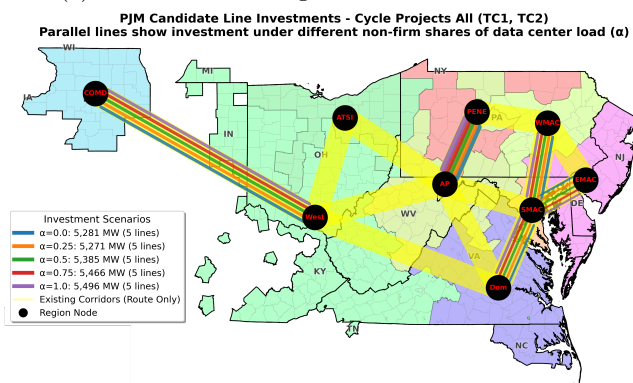 PJM Candidate Line Investments - Cycle Projects All (TC1, TC2)
Parallel lines show investment under different non-firm shares of data center load (α)
WI
MI
NY
IA
COMD
PENE
PA
WMAC
ATSI
IN
OH
NJ
AP
EMAC
DE
SMAC
West
WV
VA
KY
Dom
TN
NC
Investment Scenarios
α=0.0: 5,281 MW (5 lines)
α=0.25: 5,271 MW (5 lines)
α=0.5: 5,385 MW (5 lines)
α=0.75: 5,466 MW (5 lines)
α=1.0: 5,496 MW (5 lines)
Existing Corridors (Route Only)
Region Node